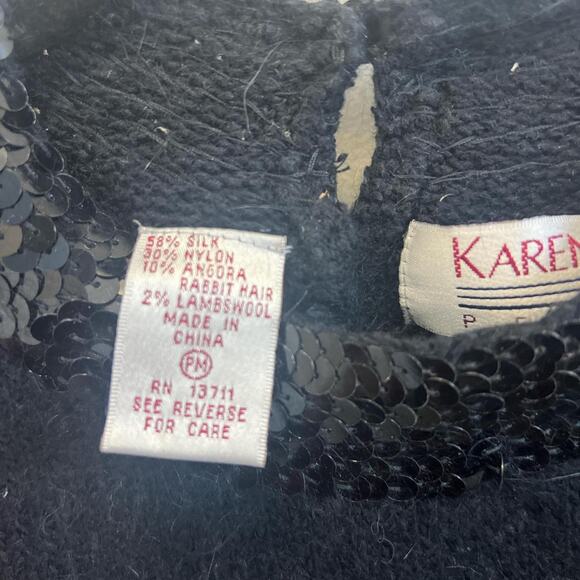 58% SILK
30% NYLON
10% ANGORA
RABBIT HAIR
2% LAMBSWOOL
MADE IN
CHINA
PM
RN 13711
SEE REVERSE
FOR CARE
KAREN
P